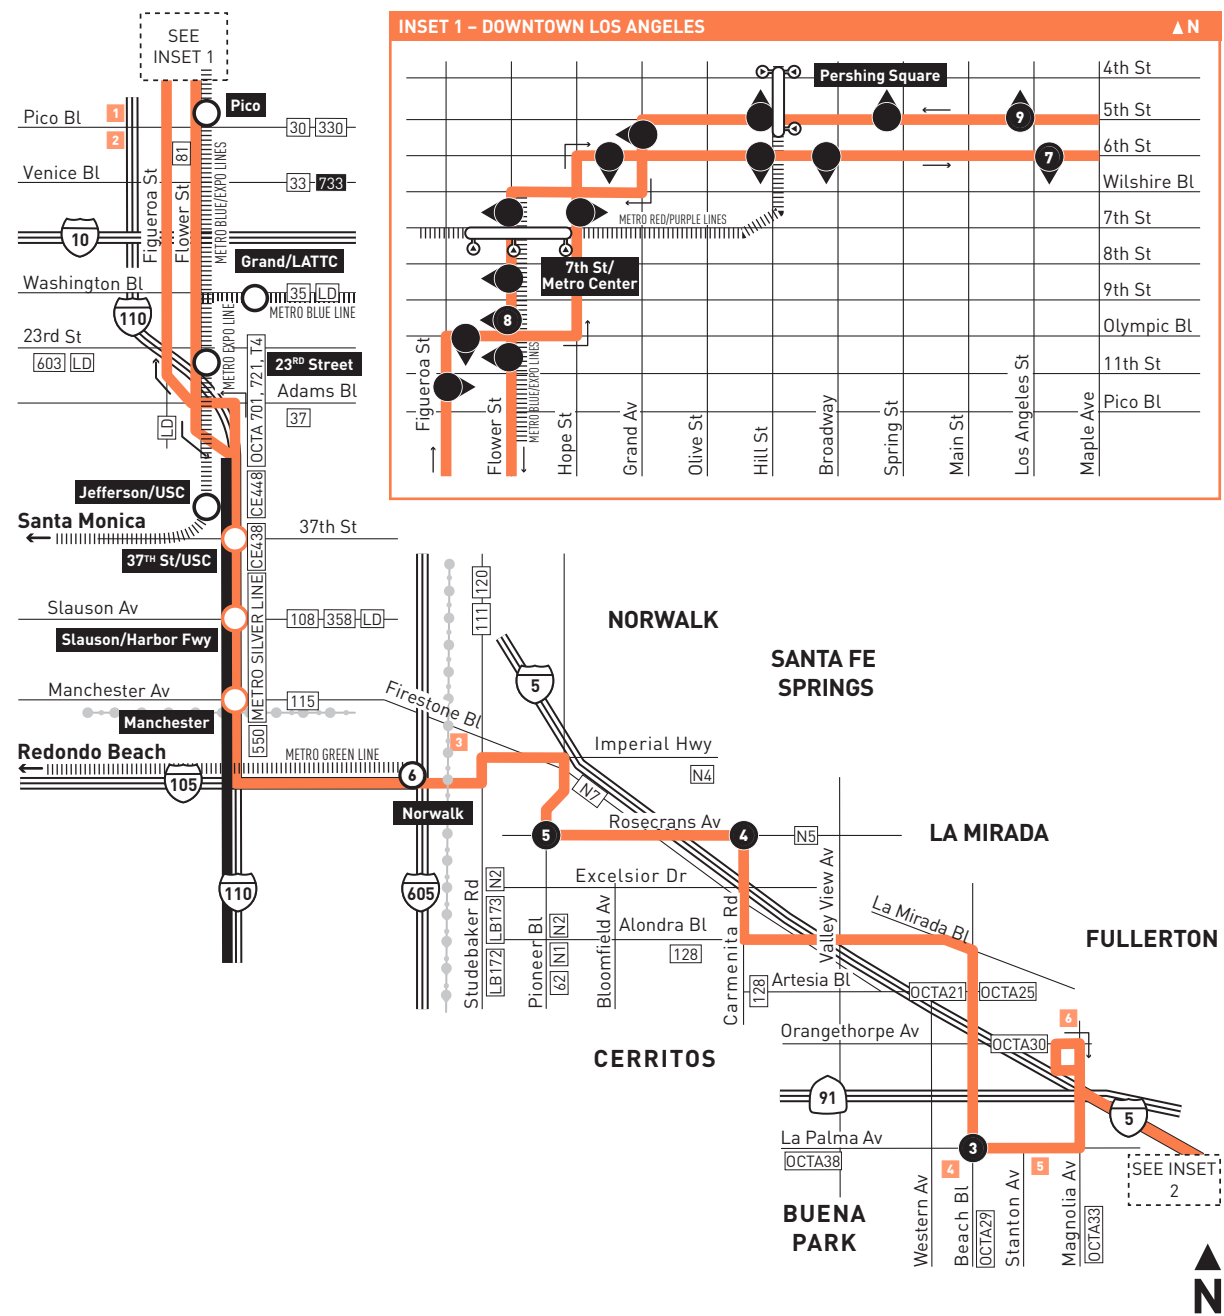 SEE
INSET 1
INSET 1 – DOWNTOWN LOS ANGELES
N
Pershing Square
4th St
5th St
9
6th St
7
Wilshire Bl
METRO RED/PURPLE LINES
7th St
7th St/
Metro Center
8th St
9th St
8
Olympic Bl
11th St
Pico Bl
METRO BLUE/EXPO LINES
Figueroa St
Flower St
Hope St
Grand Av
Olive St
Hill St
Broadway
Spring St
Main St
Los Angeles St
Maple Ave
Pico
1
Pico Bl
30
330
2
81
METRO BLUE/EXPO LINES
Venice Bl
33
733
Figueroa St
Flower St
10
Grand/LATTC
Washington Bl
35
LD
METRO BLUE LINE
110
METRO EXPO LINE
23rd St
603
LD
23RD Street
Adams Bl
37
LD
OCTA 701, 721, T4
CE448
CE438
METRO SILVER LINE
550
Jefferson/USC
Santa Monica
37th St
37TH St/USC
Slauson Av
108
358
LD
Slauson/Harbor Fwy
Manchester Av
115
Manchester
Redondo Beach
METRO GREEN LINE
105
6
Norwalk
110
605
120
111
NORWALK
SANTA FE
SPRINGS
5
Firestone Bl
3
Imperial Hwy
N4
N7
Rosecrans Av
5
4
N5
LA MIRADA
Excelsior Dr
N2
LB173
LB172
Studebaker Rd
Pioneer Bl
N2
N1
62
Bloomfield Av
Alondra Bl
128
Carmenita Rd
128
Valley View Av
La Mirada Bl
FULLERTON
Artesia Bl
OCTA21
OCTA25
CERRITOS
Orangethorpe Av
OCTA30
6
91
5
La Palma Av
OCTA38
3
4
5
SEE INSET
2
BUENA
PARK
Western Av
Beach Bl
OCTA29
Stanton Av
Magnolia Av
OCTA33
N